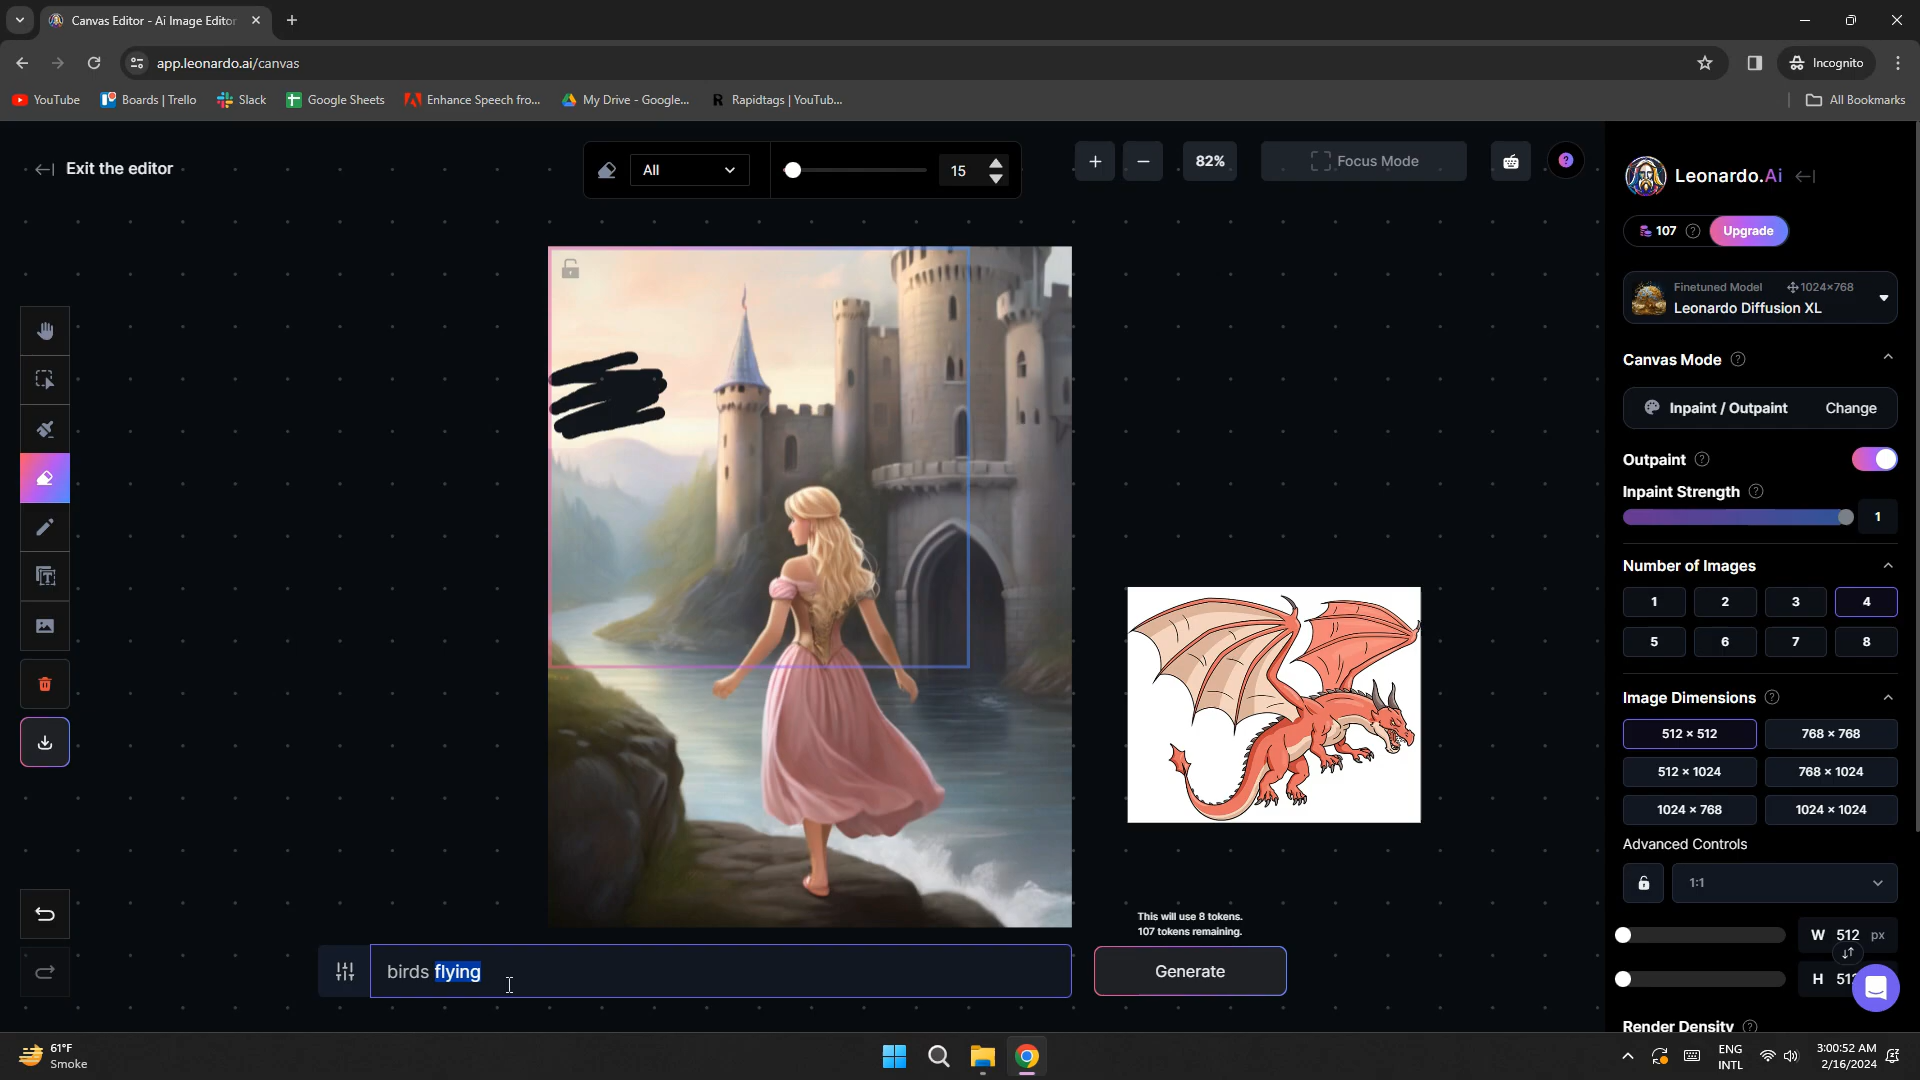 Canvas Editor - Ai Image Editor
app.leonardo.ai/canvas
Incognito
YouTube
Boards | Trello
Slack
Google Sheets
Enhance Speech fro...
My Drive - Google...
Rapidtags | YouTub...
All Bookmarks
Exit the editor
All
15
82%
Focus Mode
Leonardo.Ai
107
Upgrade
Finetuned Model
1024×768
Leonardo Diffusion XL
Canvas Mode
Inpaint / Outpaint
Change
Outpaint
Inpaint Strength
1
Number of Images
1 2 3 4
5 6 7 8
Image Dimensions
512 × 512
768 × 768
512 × 1024
768 × 1024
1024 × 768
1024 × 1024
Advanced Controls
1:1
W 512 px
H 512
Render Density
This will use 8 tokens.
107 tokens remaining.
birds flying
Generate
61°F
Smoke
ENG
INTL
3:00:52 AM
2/16/2024